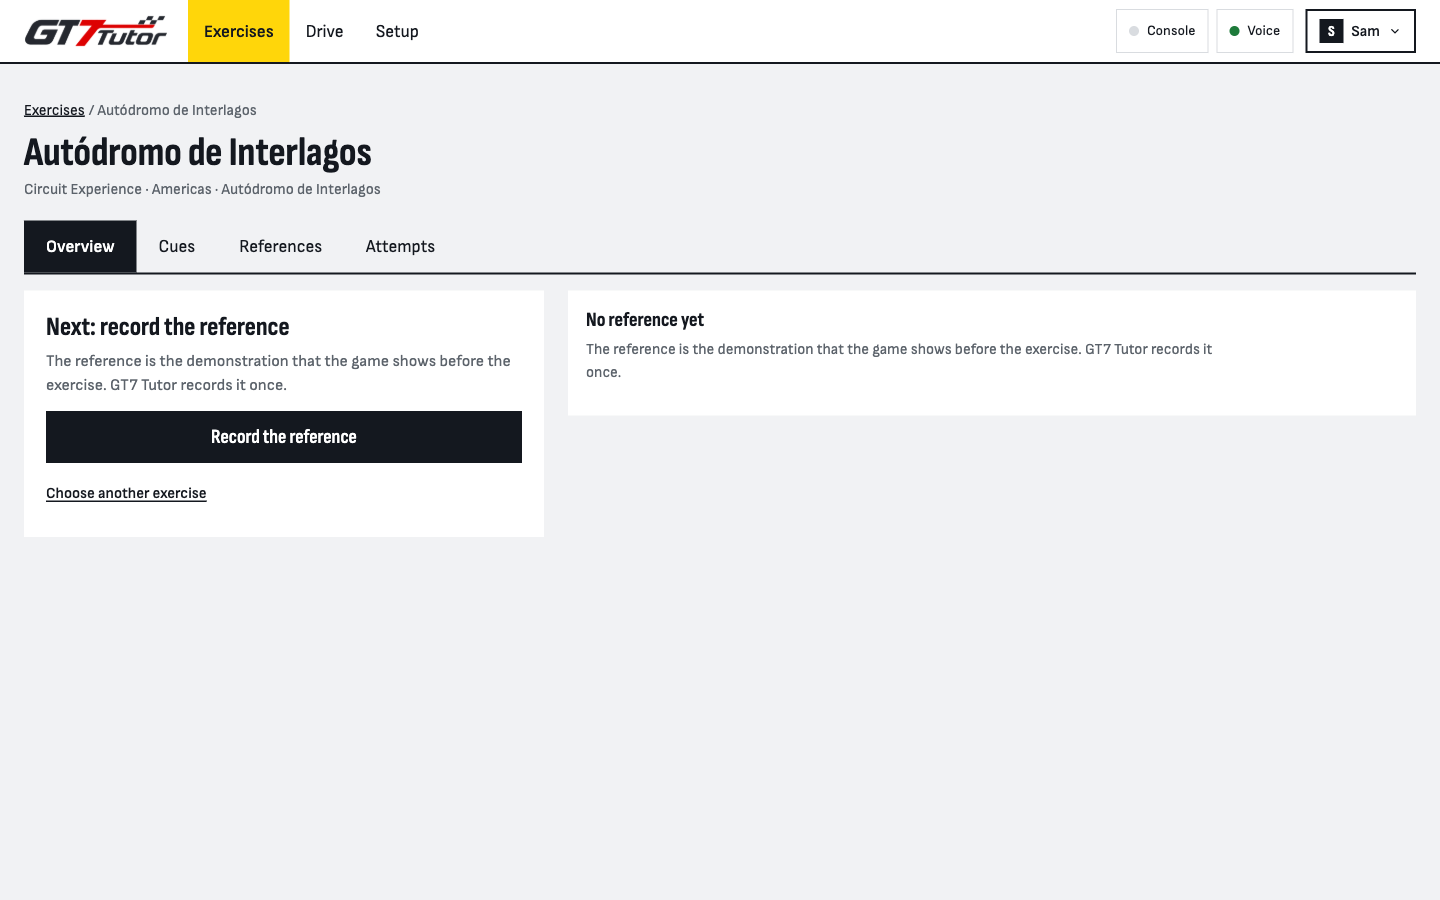 GT7 Tutor
Exercises
Drive
Setup
Console
Voice
S
Sam
Exercises / Autódromo de Interlagos
Autódromo de Interlagos
Circuit Experience · Americas · Autódromo de Interlagos
Overview
Cues
References
Attempts
Next: record the reference
The reference is the demonstration that the game shows before the
exercise. GT7 Tutor records it once.
Record the reference
Choose another exercise
No reference yet
The reference is the demonstration that the game shows before the exercise. GT7 Tutor records it
once.